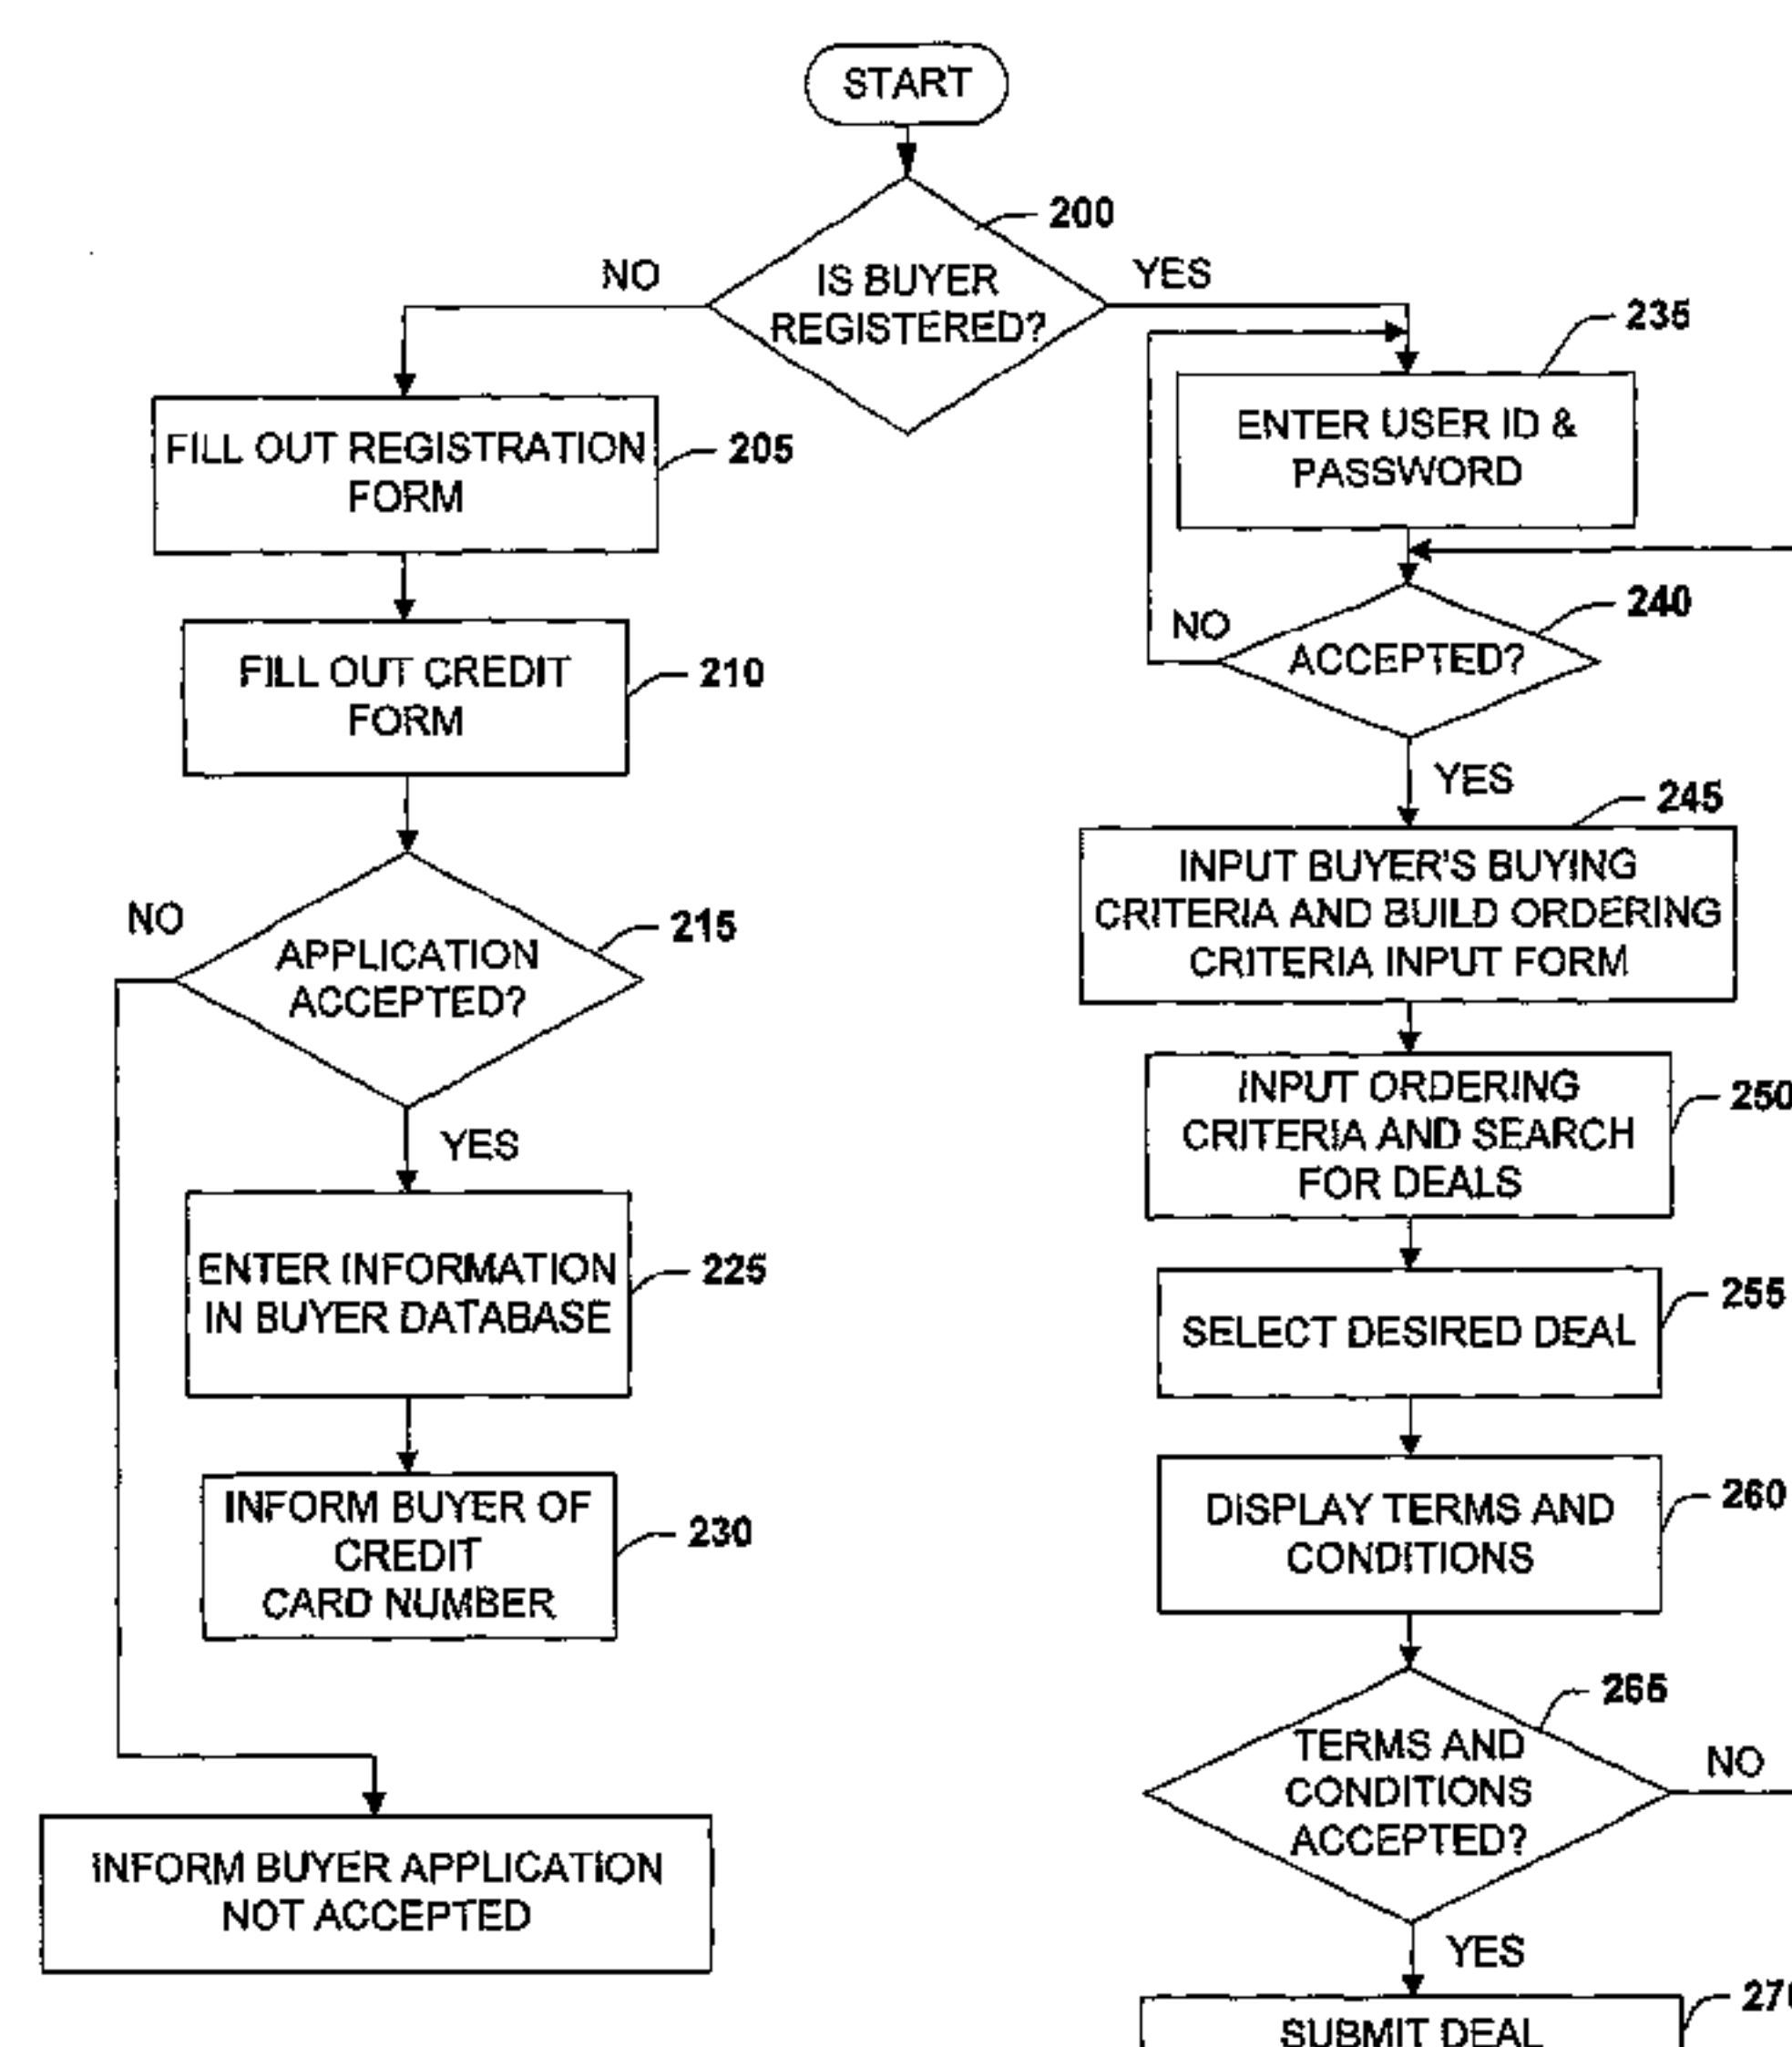 START
200
NO
IS BUYER
REGISTERED?
YES
FILL OUT REGISTRATION
FORM
205
FILL OUT CREDIT
FORM
210
NO
APPLICATION
ACCEPTED?
215
YES
ENTER INFORMATION
IN BUYER DATABASE
225
INFORM BUYER OF
CREDIT
CARD NUMBER
230
INFORM BUYER APPLICATION
NOT ACCEPTED
235
ENTER USER ID &
PASSWORD
240
NO
ACCEPTED?
YES
245
INPUT BUYER'S BUYING
CRITERIA AND BUILD ORDERING
CRITERIA INPUT FORM
INPUT ORDERING
CRITERIA AND SEARCH
FOR DEALS
250
SELECT DESIRED DEAL
255
DISPLAY TERMS AND
CONDITIONS
260
265
TERMS AND
CONDITIONS
ACCEPTED?
NO
YES
270
SUBMIT DEAL